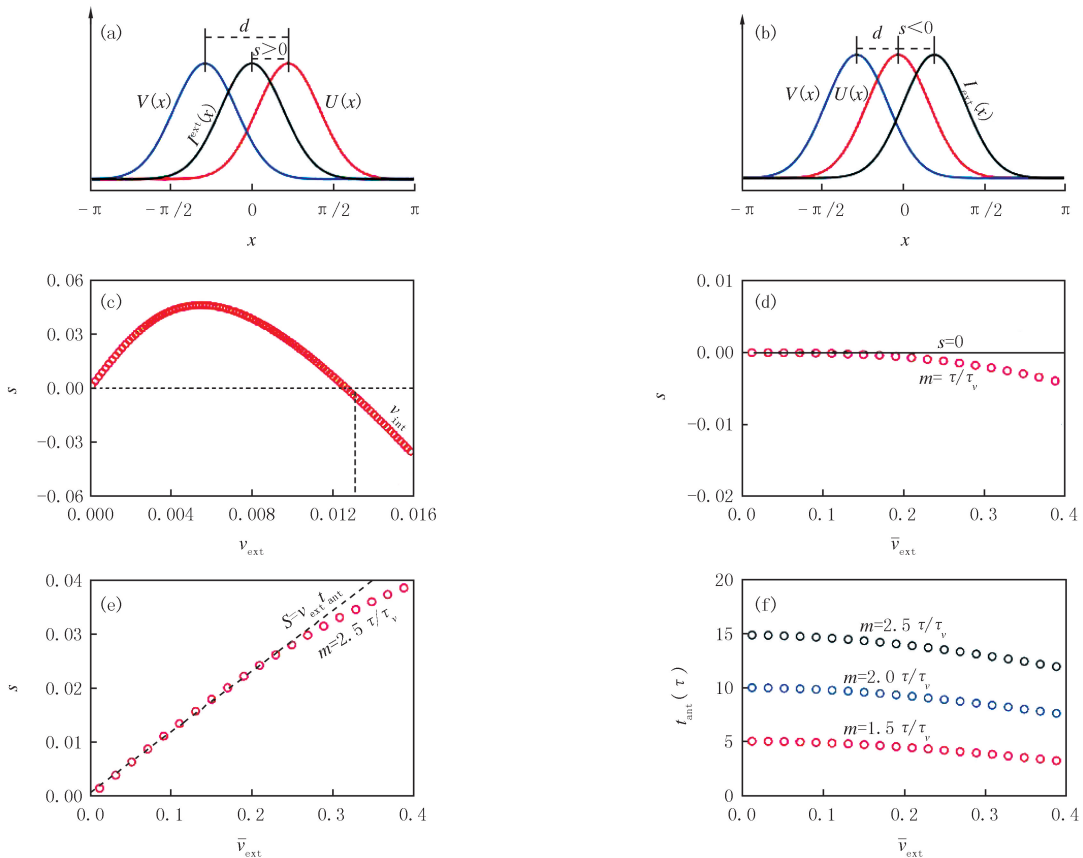 (a)
d
s>0
V(x)
I^ext(x)
U(x)
−π
−π/2
0
π/2
π
x
(b)
d
s<0
V(x)
U(x)
I_ext(x)
−π
−π/2
0
π/2
π
x
(c)
0.06
0.03
0.00
−0.03
−0.06
s
v_int
0.000
0.004
0.008
0.012
0.016
v_ext
(d)
0.01
0.00
−0.01
−0.02
s
s=0
m= τ/τ_v
0.0
0.1
0.2
0.3
0.4
v̄_ext
(e)
0.04
0.03
0.02
0.01
0.00
s
S=v_ext t_ant
m=2.5 τ/τ_v
0.0
0.1
0.2
0.3
0.4
v̄_ext
(f)
20
15
10
5
0
t_ant(τ)
m=2.5 τ/τ_v
m=2.0 τ/τ_v
m=1.5 τ/τ_v
0.0
0.1
0.2
0.3
0.4
v̄_ext